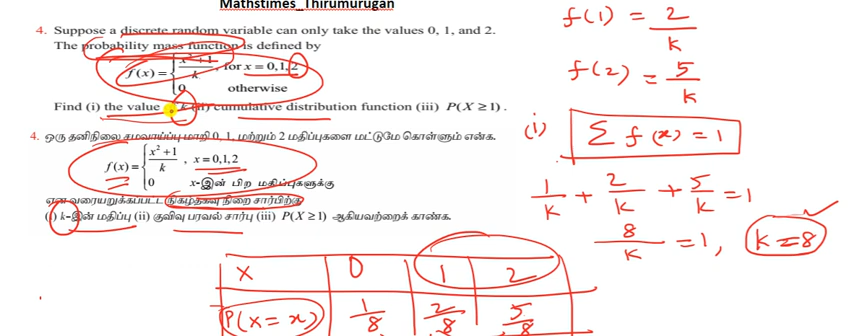 Mathstimes_Thirumurugan
4. Suppose a discrete random variable can only take the values 0, 1, and 2.
The probability mass function is defined by
f(x) = { x² + 1 / k , for x = 0,1,2
0 otherwise
Find (i) the value k (ii) cumulative distribution function (iii) P(X ≥ 1) .
4. ஒரு தனிநிலை சமவாய்ப்பு மாறி 0, 1, மற்றும் 2 மதிப்புகளை மட்டுமே கொள்ளும் என்க.
f(x) = { x² + 1 / k , x = 0,1,2
0 x-இன் பிற மதிப்புகளுக்கு
என வரையறுக்கப்பட்ட நிகழ்தகவு நிறை சார்பிற்கு
(i) k-இன் மதிப்பு (ii) குவிவு பரவல் சார்பு (iii) P(X ≥ 1) ஆகியவற்றைக் காண்க.
f(1) = 2/k
f(2) = 5/k
(i) Σ f(x) = 1
1/k + 2/k + 5/k = 1
8/k = 1, k = 8
X 0 1 2
P(X = x) 1/8 2/8 5/8